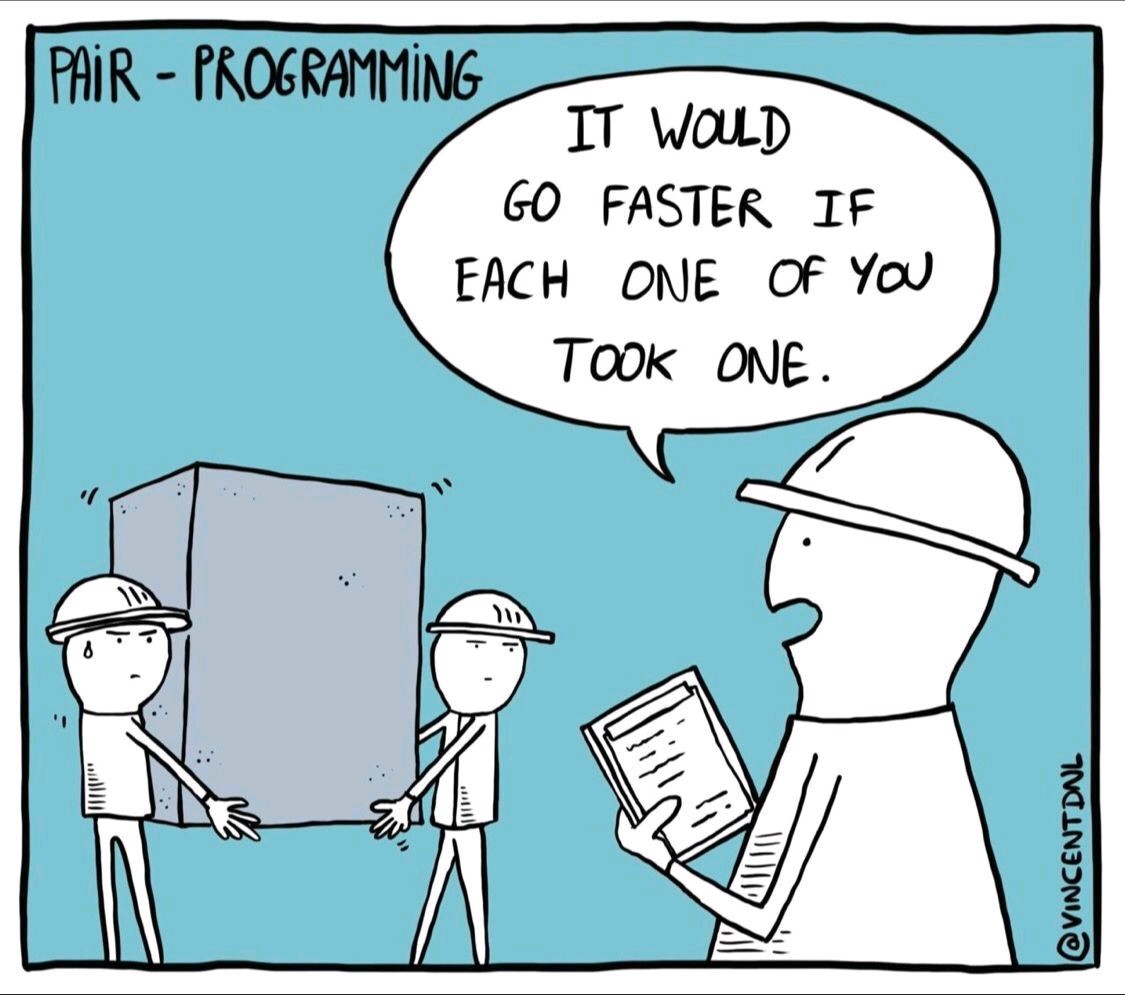 PAiR - PROGRAMMiNG
IT WOULD
GO FASTER IF
EACH ONE OF YOU
TOOK ONE.
@VINCENTDNL